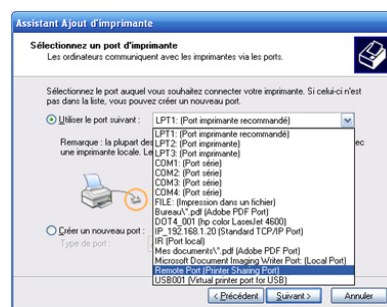 Assistant Ajout d'imprimante
Sélectionnez un port d'imprimante
Les ordinateurs communiquent avec les imprimantes via les ports.
Sélectionnez le port auquel vous souhaitez connecter votre imprimante. Si celui-ci n'est
pas dans la liste, vous pouvez créer un nouveau port.
Utiliser le port suivant : LPT1: (Port imprimante recommandé)
LPT1: (Port imprimante recommandé)
Remarque : la plupart des
LPT2: (Port imprimante)
une imprimante locale. Le
LPT3: (Port imprimante)
COM1: (Port série)
COM2: (Port série)
COM3: (Port série)
COM4: (Port série)
FILE: (Impression dans un fichier)
Bureau\*.pdf (Adobe PDF Port)
DOT4_001 (hp color LaserJet 4600)
Créer un nouveau port :
IP_192.168.1.20 (Standard TCP/IP Port)
Type de port :
IR (Port local)
Mes documents\*.pdf (Adobe PDF Port)
Microsoft Document Imaging Writer Port: (Local Port)
Remote Port (Printer Sharing Port)
USB001 (Virtual printer port for USB)
< Précédent Suivant > Annuler